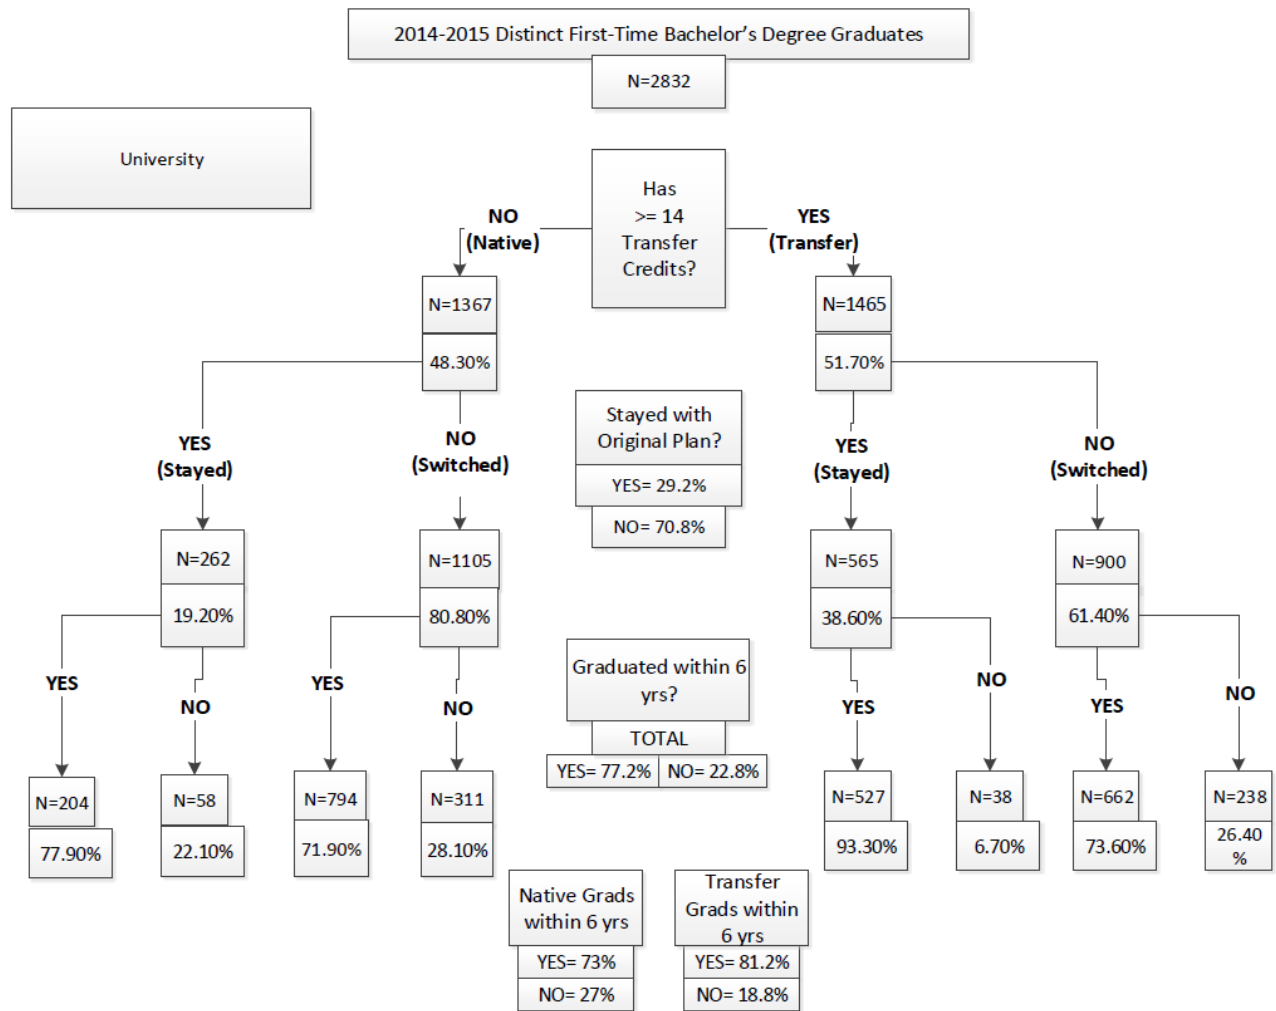 2014-2015 Distinct First-Time Bachelor's Degree Graduates
N=2832
University
Has
>= 14
Transfer
Credits?
NO
(Native)
YES
(Transfer)
N=1367
48.30%
N=1465
51.70%
Stayed with
Original Plan?
YES= 29.2%
NO= 70.8%
YES
(Stayed)
NO
(Switched)
YES
(Stayed)
NO
(Switched)
N=262
19.20%
N=1105
80.80%
N=565
38.60%
N=900
61.40%
Graduated within 6
yrs?
TOTAL
YES= 77.2%
NO= 22.8%
YES
NO
YES
NO
YES
NO
YES
NO
N=204
77.90%
N=58
22.10%
N=794
71.90%
N=311
28.10%
N=527
93.30%
N=38
6.70%
N=662
73.60%
N=238
26.40
%
Native Grads
within 6 yrs
YES= 73%
NO= 27%
Transfer
Grads within
6 yrs
YES= 81.2%
NO= 18.8%